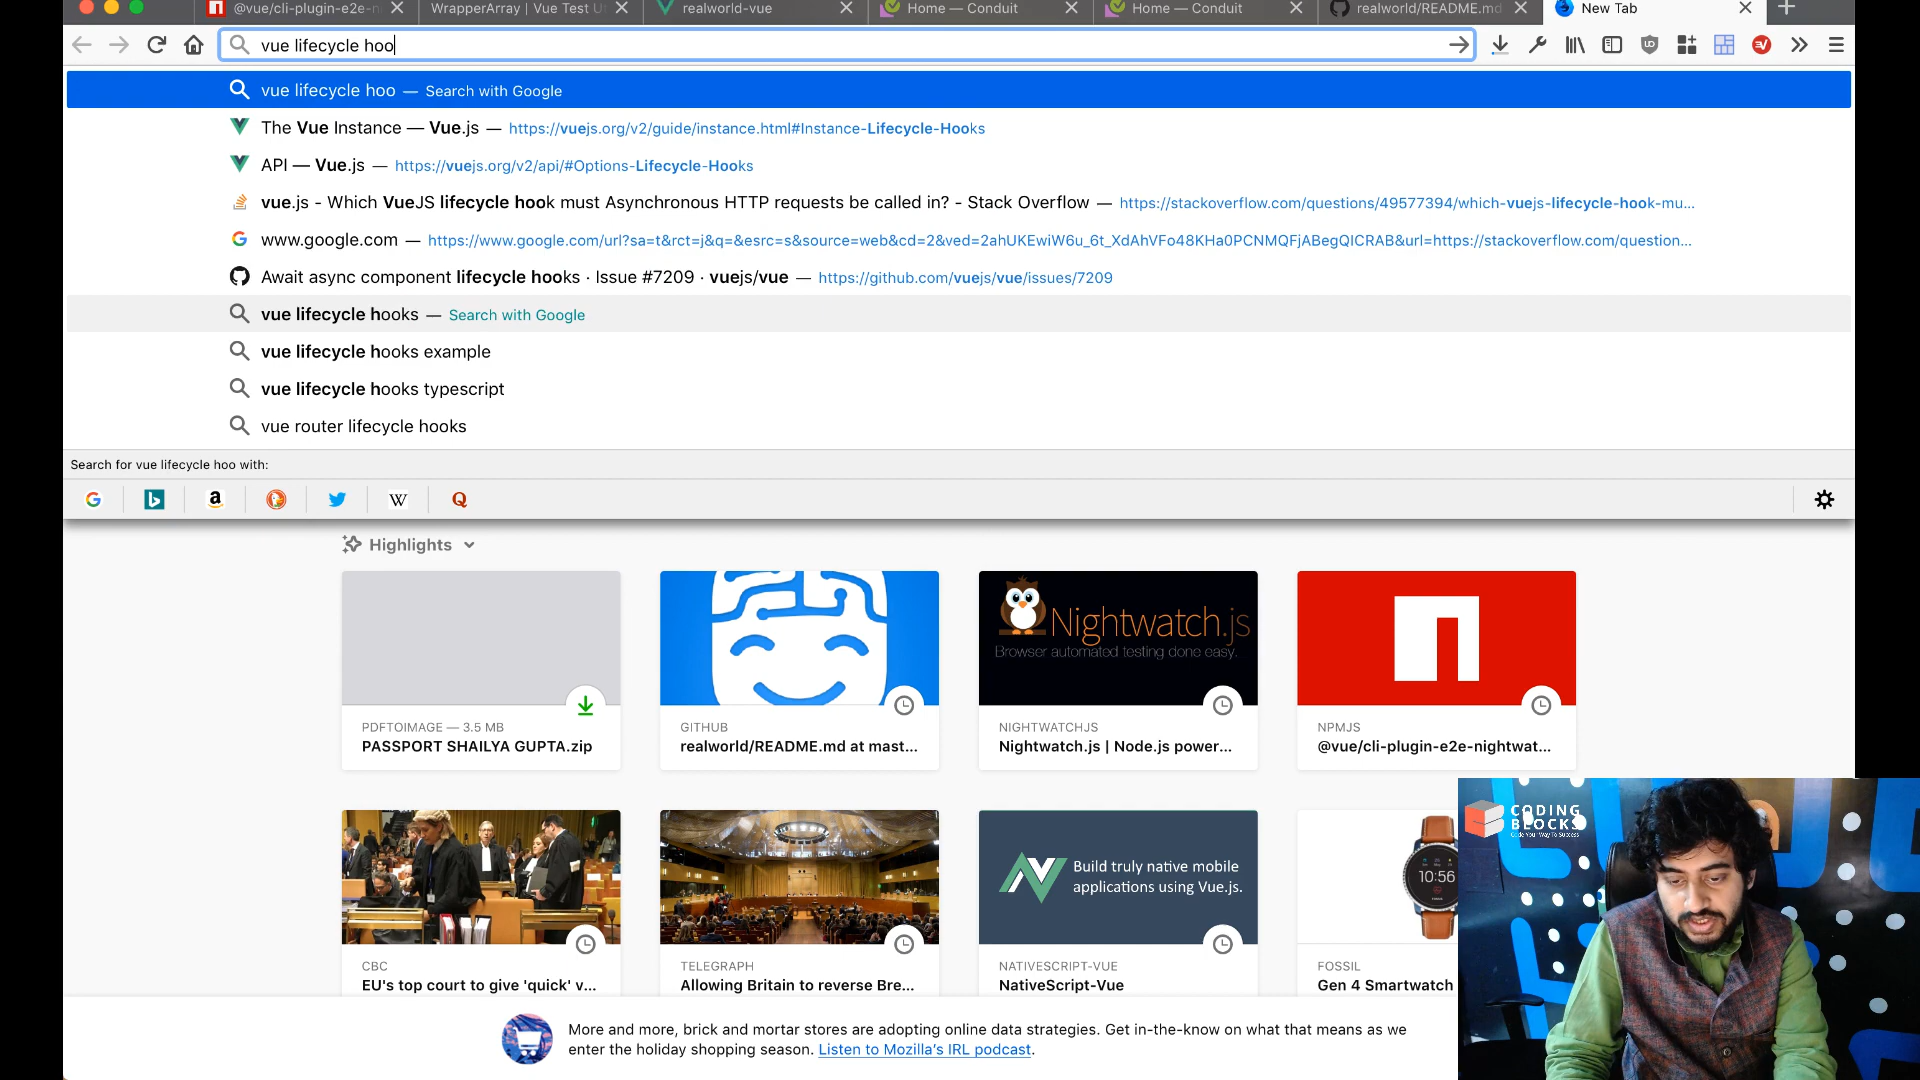 @vue/cli-plugin-e2e-n
WrapperArray | Vue Test U
realworld-vue
Home — Conduit
Home — Conduit
realworld/README.md
New Tab
vue lifecycle hoo
vue lifecycle hoo — Search with Google
The Vue Instance — Vue.js — https://vuejs.org/v2/guide/instance.html#Instance-Lifecycle-Hooks
API — Vue.js — https://vuejs.org/v2/api/#Options-Lifecycle-Hooks
vue.js - Which VueJS lifecycle hook must Asynchronous HTTP requests be called in? - Stack Overflow — https://stackoverflow.com/questions/49577394/which-vuejs-lifecycle-hook-mu...
www.google.com — https://www.google.com/url?sa=t&rct=j&q=&esrc=s&source=web&cd=2&ved=2ahUKEwiW6u_6t_XdAhVFo48KHa0PCNMQFjABegQICRAB&url=https://stackoverflow.com/question...
Await async component lifecycle hooks · Issue #7209 · vuejs/vue — https://github.com/vuejs/vue/issues/7209
vue lifecycle hooks — Search with Google
vue lifecycle hooks example
vue lifecycle hooks typescript
vue router lifecycle hooks
Search for vue lifecycle hoo with:
Highlights
Nightwatch.js
Browser automated testing done easy.
PDFTOIMAGE — 3.5 MB
PASSPORT SHAILYA GUPTA.zip
GITHUB
realworld/README.md at mast...
NIGHTWATCHJS
Nightwatch.js | Node.js power...
NPMJS
@vue/cli-plugin-e2e-nightwat...
Build truly native mobile
applications using Vue.js.
10:56
CBC
EU's top court to give 'quick' v...
TELEGRAPH
Allowing Britain to reverse Bre...
NATIVESCRIPT-VUE
NativeScript-Vue
FOSSIL
Gen 4 Smartwatch
More and more, brick and mortar stores are adopting online data strategies. Get in-the-know on what that means as we
enter the holiday shopping season. Listen to Mozilla's IRL podcast.
CODING
BLOCKS
Code Your Way To Success